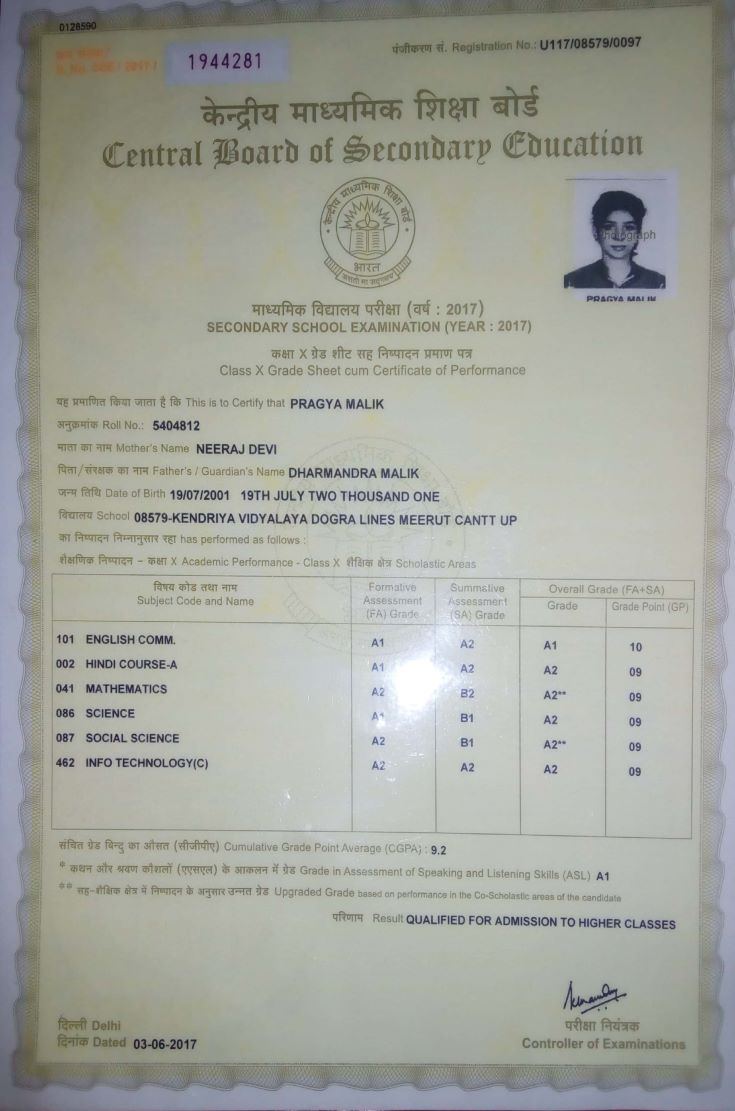 0128590
1944281
पंजीकरण सं. Registration No.: U117/08579/0097
केन्द्रीय माध्यमिक शिक्षा बोर्ड
Central Board of Secondary Education
केन्द्रीय माध्यमिक शिक्षा बोर्ड
भारत
PRAGYA MALIK
माध्यमिक विद्यालय परीक्षा (वर्ष : 2017)
SECONDARY SCHOOL EXAMINATION (YEAR : 2017)
कक्षा X ग्रेड शीट सह निष्पादन प्रमाण पत्र
Class X Grade Sheet cum Certificate of Performance
यह प्रमाणित किया जाता है कि This is to Certify that PRAGYA MALIK
अनुक्रमांक Roll No.: 5404812
माता का नाम Mother's Name NEERAJ DEVI
पिता/संरक्षक का नाम Father's / Guardian's Name DHARMANDRA MALIK
जन्म तिथि Date of Birth 19/07/2001 19TH JULY TWO THOUSAND ONE
विद्यालय School 08579-KENDRIYA VIDYALAYA DOGRA LINES MEERUT CANTT UP
का निष्पादन निम्नानुसार रहा has performed as follows :
शैक्षणिक निष्पादन – कक्षा X Academic Performance - Class X शैक्षिक क्षेत्र Scholastic Areas
विषय कोड तथा नाम Formative Summative Overall Grade (FA+SA)
Subject Code and Name Assessment Assessment Grade Grade Point (GP)
(FA) Grade (SA) Grade
101 ENGLISH COMM. A1 A2 A1 10
002 HINDI COURSE-A A1 A2 A2 09
041 MATHEMATICS A2 B2 A2** 09
086 SCIENCE A1 B1 A2 09
087 SOCIAL SCIENCE A2 B1 A2** 09
462 INFO TECHNOLOGY(C) A2 A2 A2 09
संचित ग्रेड बिन्दु का औसत (सीजीपीए) Cumulative Grade Point Average (CGPA) : 9.2
* कथन और श्रवण कौशलों (एएसएल) के आकलन में ग्रेड Grade in Assessment of Speaking and Listening Skills (ASL) A1
** सह-शैक्षिक क्षेत्र में निष्पादन के अनुसार उन्नत ग्रेड Upgraded Grade based on performance in the Co-Scholastic areas of the candidate
परिणाम Result QUALIFIED FOR ADMISSION TO HIGHER CLASSES
दिल्ली Delhi
दिनांक Dated 03-06-2017
परीक्षा नियंत्रक
Controller of Examinations